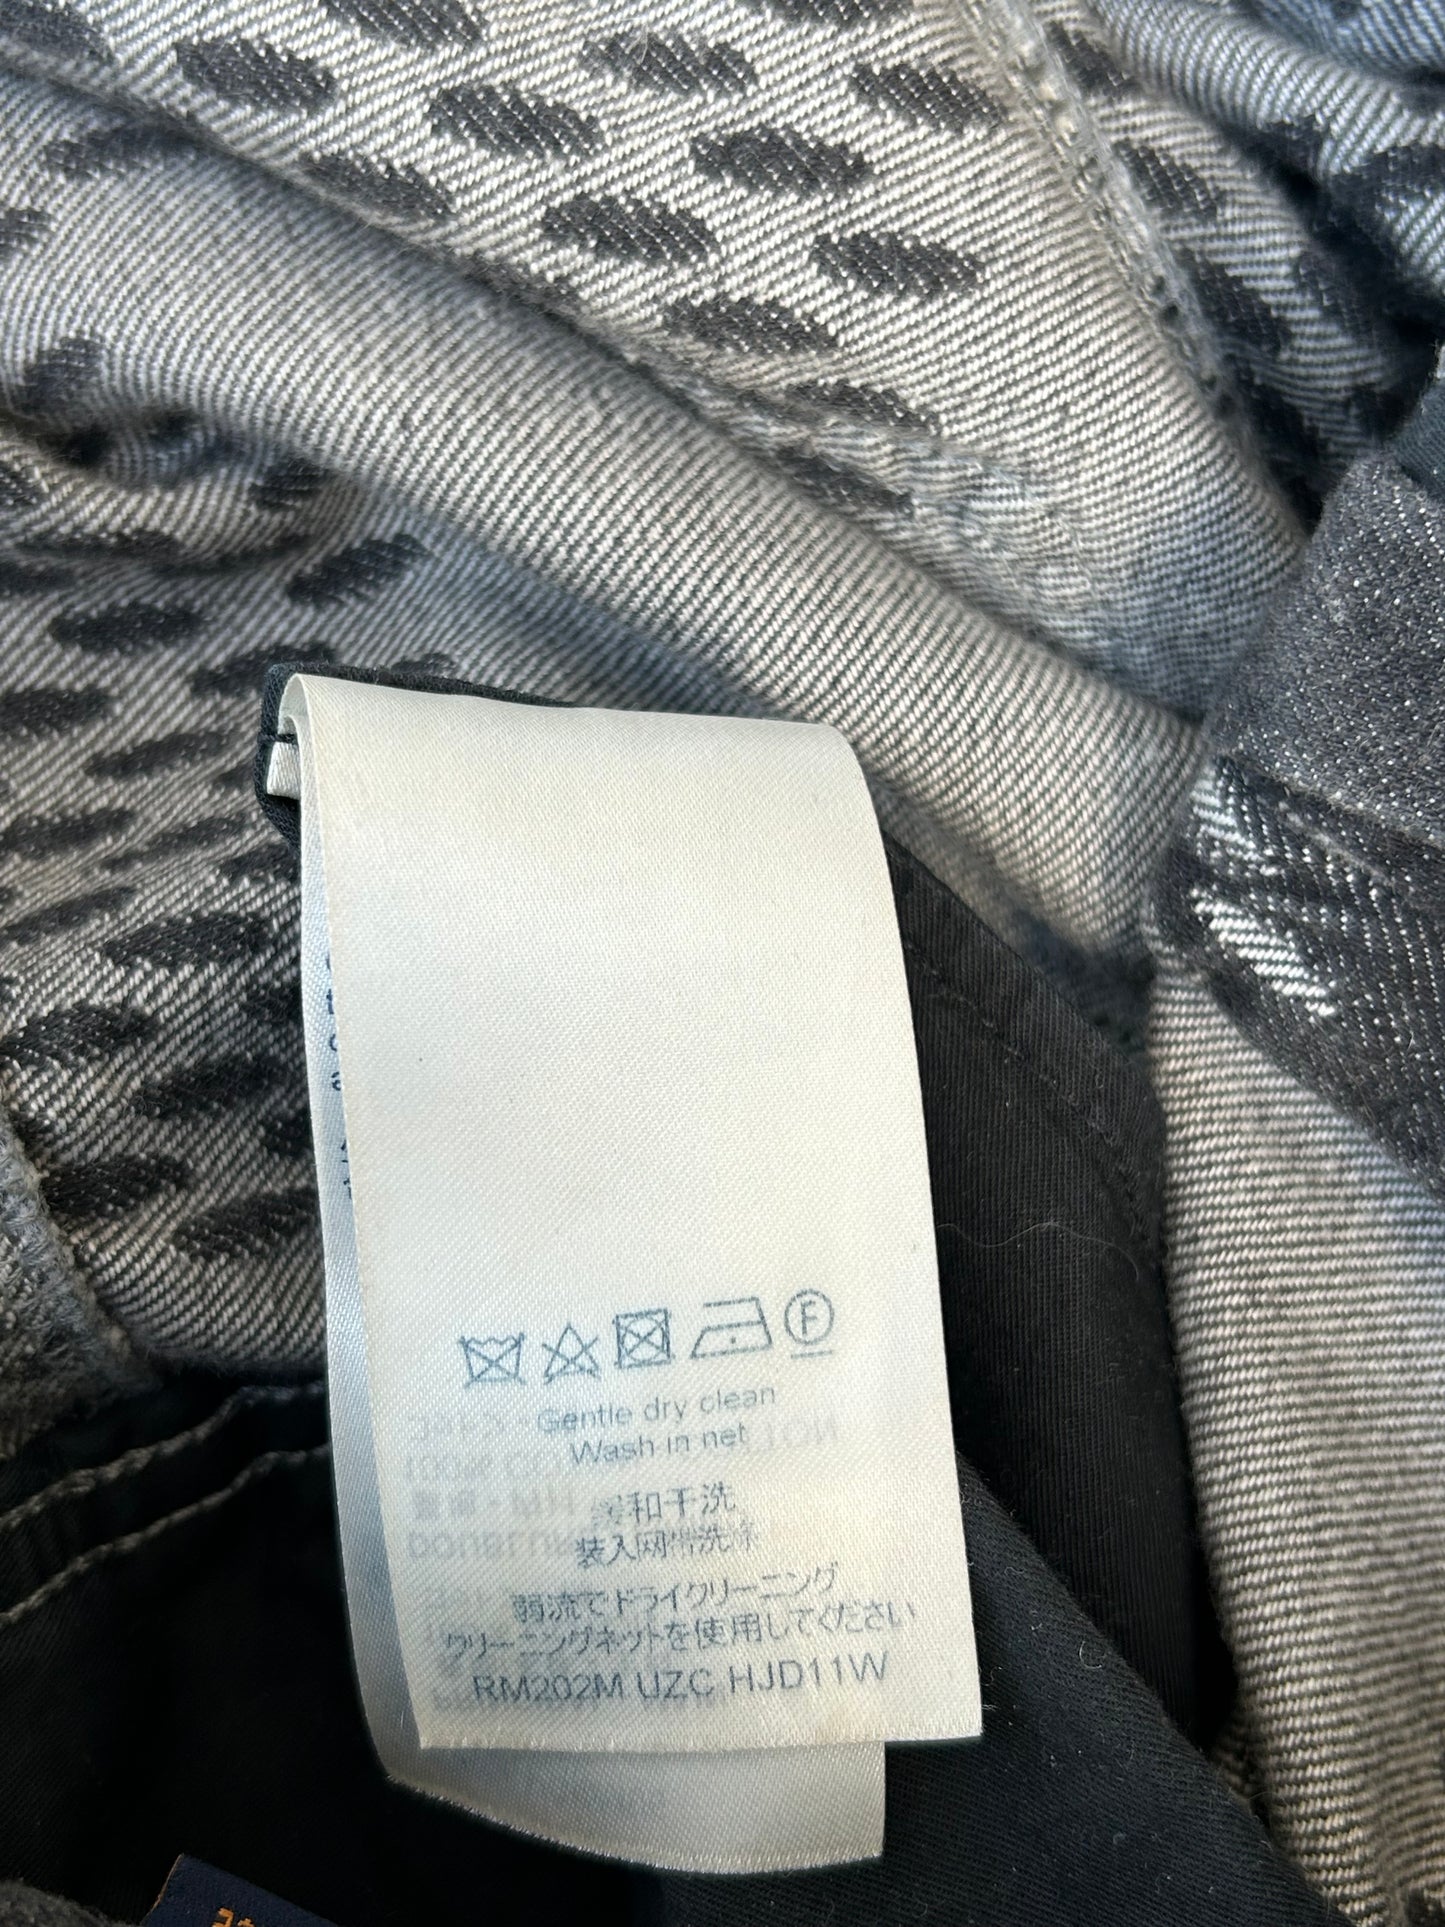 F
Gentle dry clean
Wash in net
缓和干洗
装入网帶洗涤
弱流でドライクリーニング
クリーニングネットを使用してください
RM202M UZC HJD11W